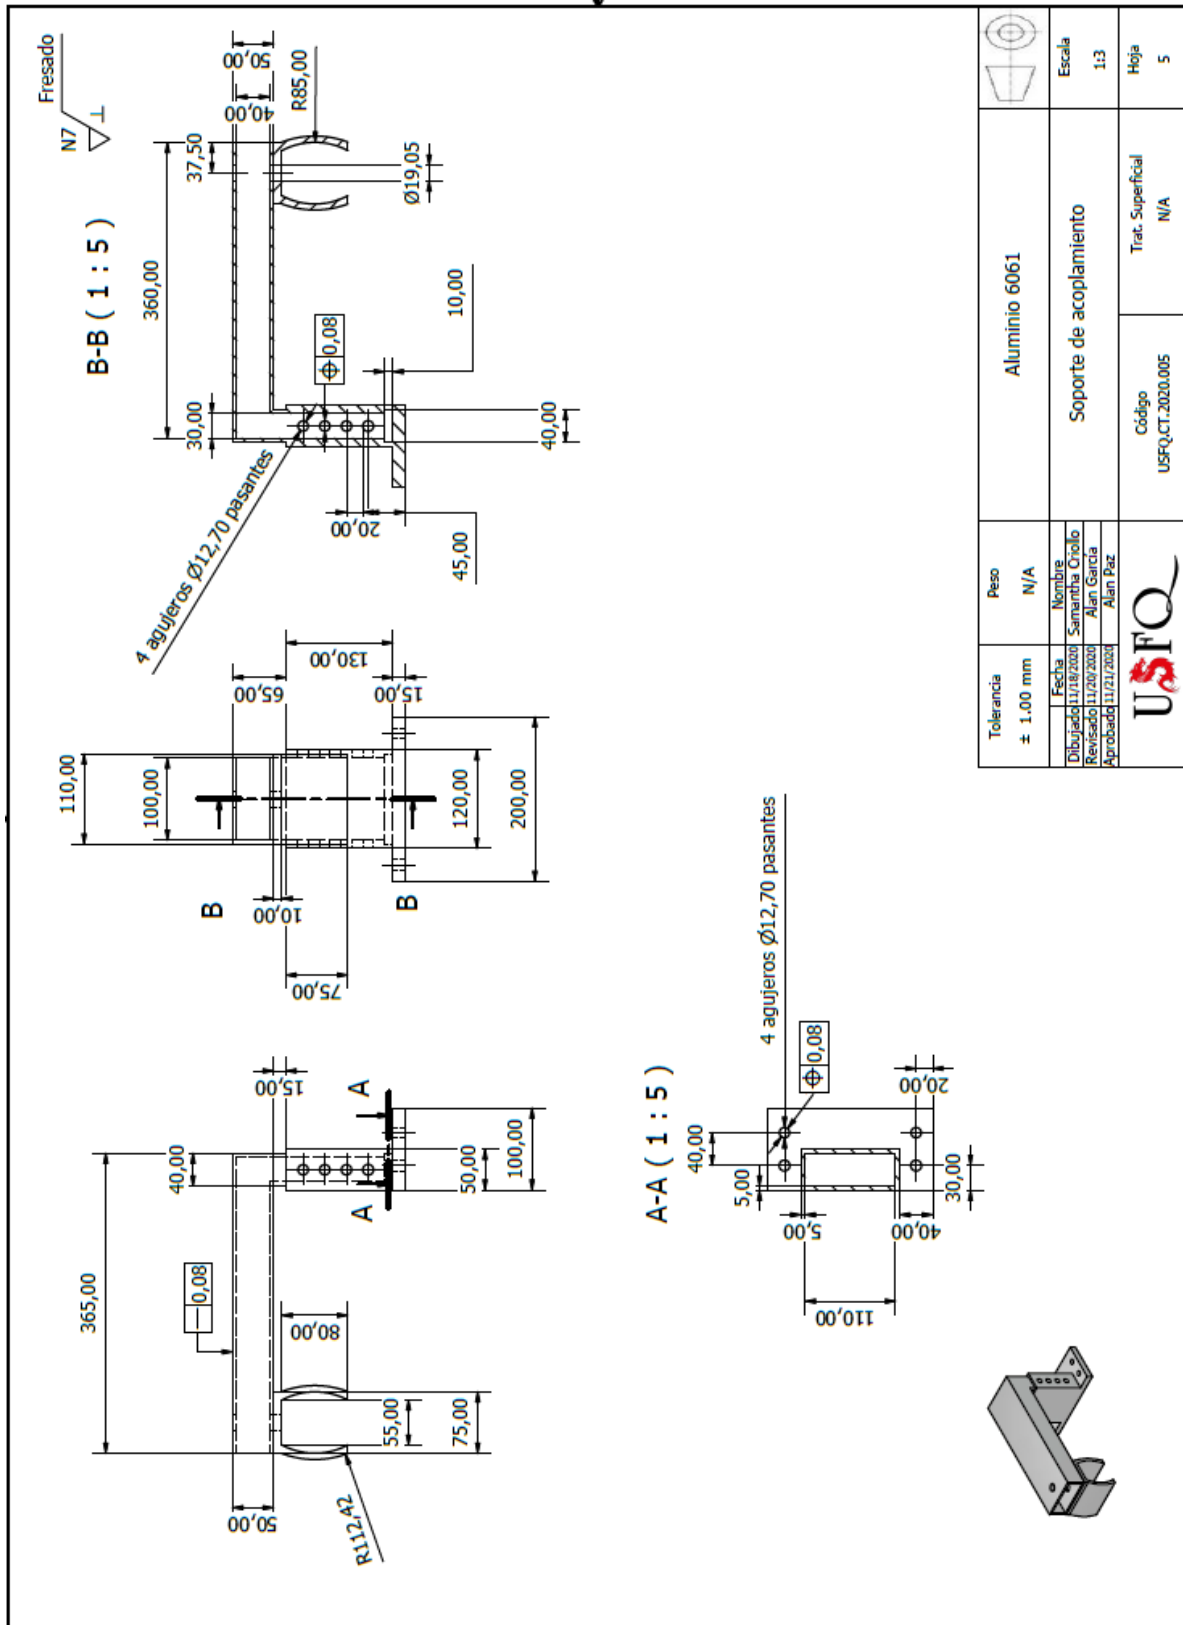 Fresado
N7
⊥
B-B ( 1 : 5 )
360,00
37,50
50,00
40,00
R85,00
Ø19,05
30,00
⌖ 0,08
10,00
40,00
20,00
45,00
4 agujeros Ø12,70 pasantes
65,00
130,00
15,00
110,00
100,00
120,00
200,00
B
B
10,00
75,00
365,00
40,00
15,00
A
A
50,00
100,00
— 0,08
80,00
55,00
75,00
50,00
R112,42
A-A ( 1 : 5 )
4 agujeros Ø12,70 pasantes
⌖ 0,08
40,00
5,00
20,00
30,00
5,00
40,00
110,00
Tolerancia
± 1.00 mm
Peso
N/A
Aluminio 6061
Fecha
Nombre
Dibujado 11/18/2020 Samantha Criollo
Revisado 11/20/2020 Alan García
Aprobado 11/21/2020 Alan Paz
Soporte de acoplamiento
Escala
1:3
USFQ
Código
USFQ.CT.2020.005
Trat. Superficial
N/A
Hoja
5